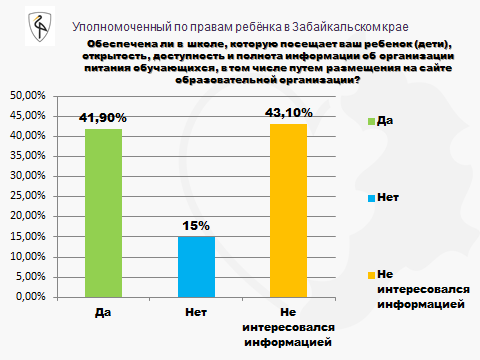 Уполномоченный по правам ребёнка в Забайкальском крае
Обеспечена ли в школе, которую посещает ваш ребенок (дети),
открытость, доступность и полнота информации об организации
питания обучающихся, в том числе путем размещения на сайте
образовательной организации?
50,00%
45,00%
40,00%
35,00%
30,00%
25,00%
20,00%
15,00%
10,00%
5,00%
0,00%
41,90%
15%
43,10%
Да
Нет
Не
интересовался
информацией
Да
Нет
Не
интересовался
информацией